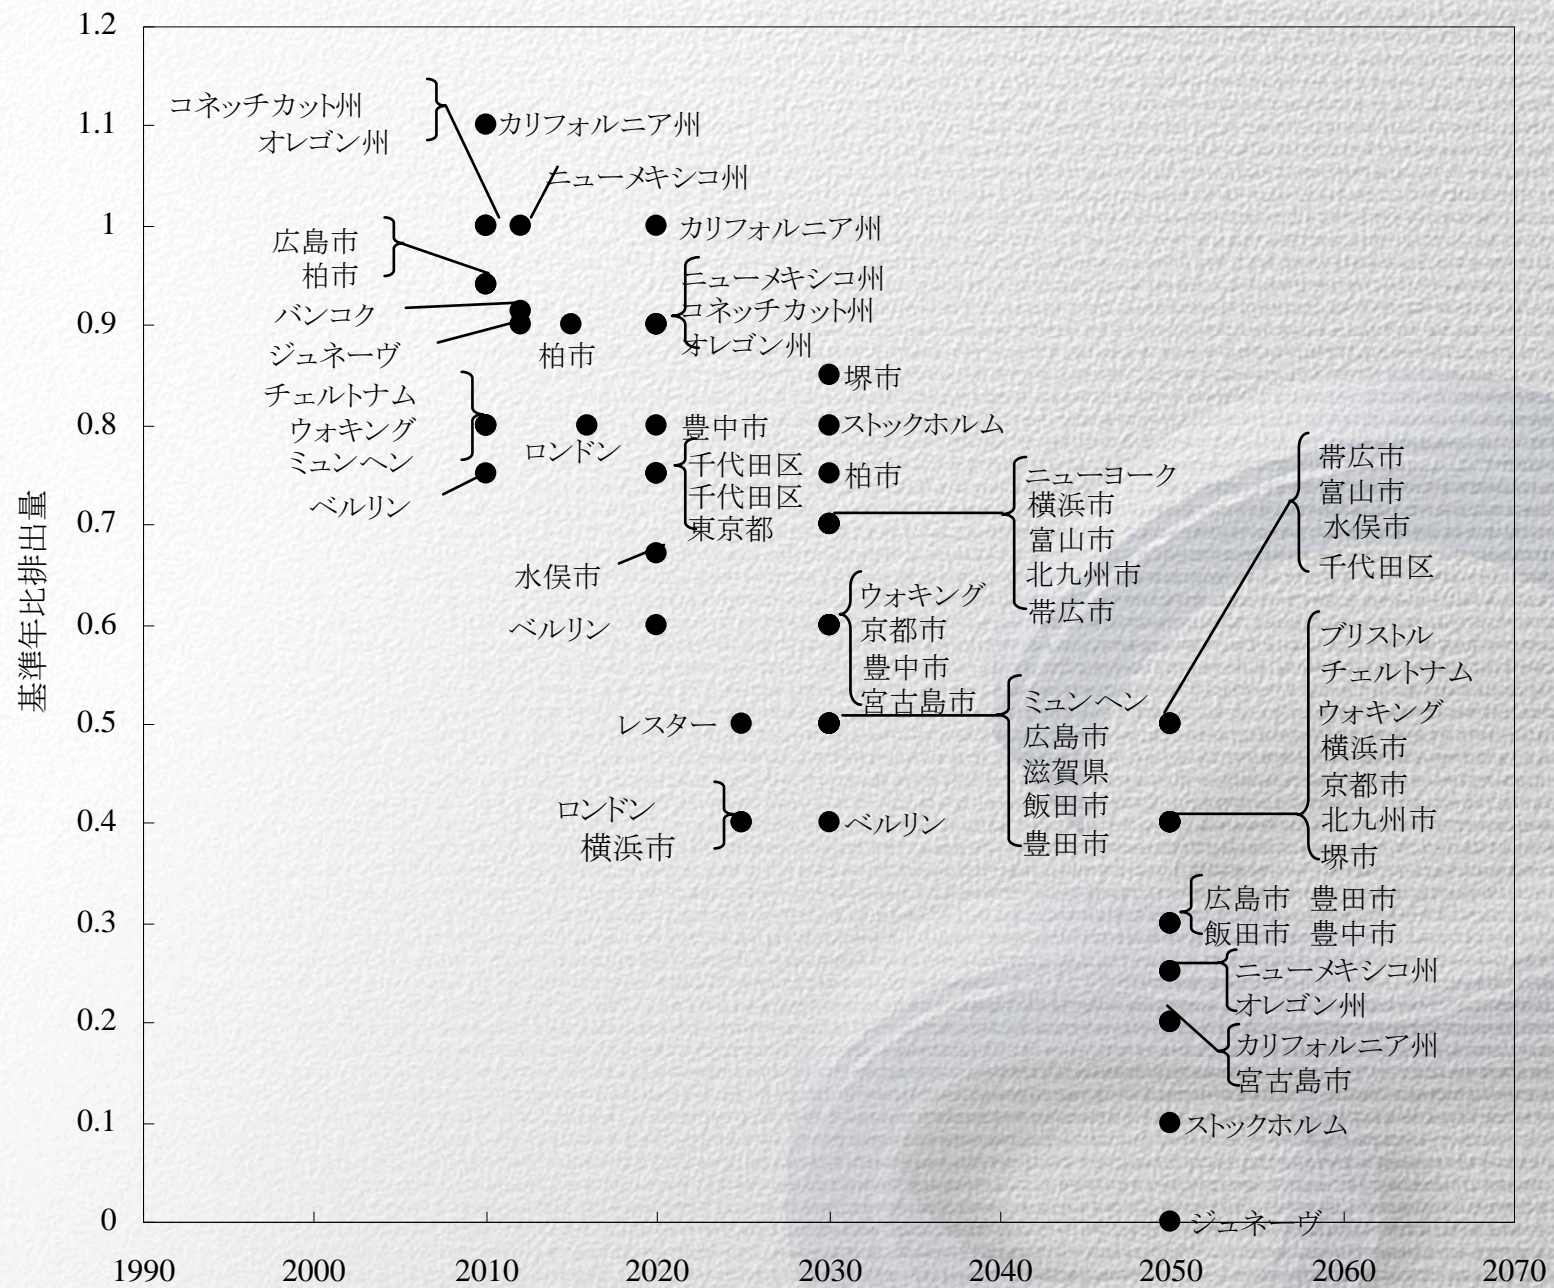 1.2
1.1
1
0.9
0.8
0.7
0.6
0.5
0.4
0.3
0.2
0.1
0
基準年比排出量
1990
2000
2010
2020
2030
2040
2050
2060
2070
コネッチカット州
オレゴン州
カリフォルニア州
ニューメキシコ州
広島市
柏市
カリフォルニア州
バンコク
ジュネーヴ
柏市
ニューメキシコ州
コネッチカット州
オレゴン州
チェルトナム
ウォキング
ミュンヘン
ロンドン
豊中市
堺市
ストックホルム
ベルリン
千代田区
千代田区
東京都
柏市
水俣市
ニューヨーク
横浜市
富山市
北九州市
帯広市
ベルリン
ウォキング
京都市
豊中市
宮古島市
レスター
ミュンヘン
広島市
滋賀県
飯田市
豊田市
ロンドン
横浜市
ベルリン
帯広市
富山市
水俣市
千代田区
ブリストル
チェルトナム
ウォキング
横浜市
京都市
北九州市
堺市
広島市 豊田市
飯田市 豊中市
ニューメキシコ州
オレゴン州
カリフォルニア州
宮古島市
ストックホルム
ジュネーヴ